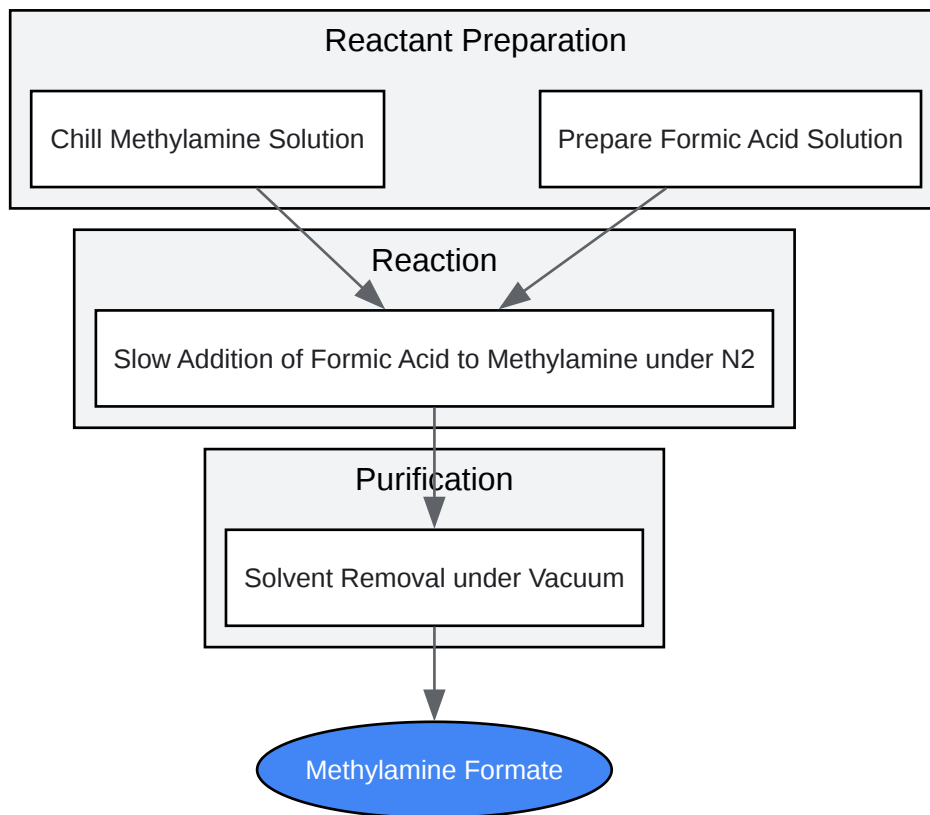 Reactant Preparation
Chill Methylamine Solution
Prepare Formic Acid Solution
Reaction
Slow Addition of Formic Acid to Methylamine under N2
Purification
Solvent Removal under Vacuum
Methylamine Formate